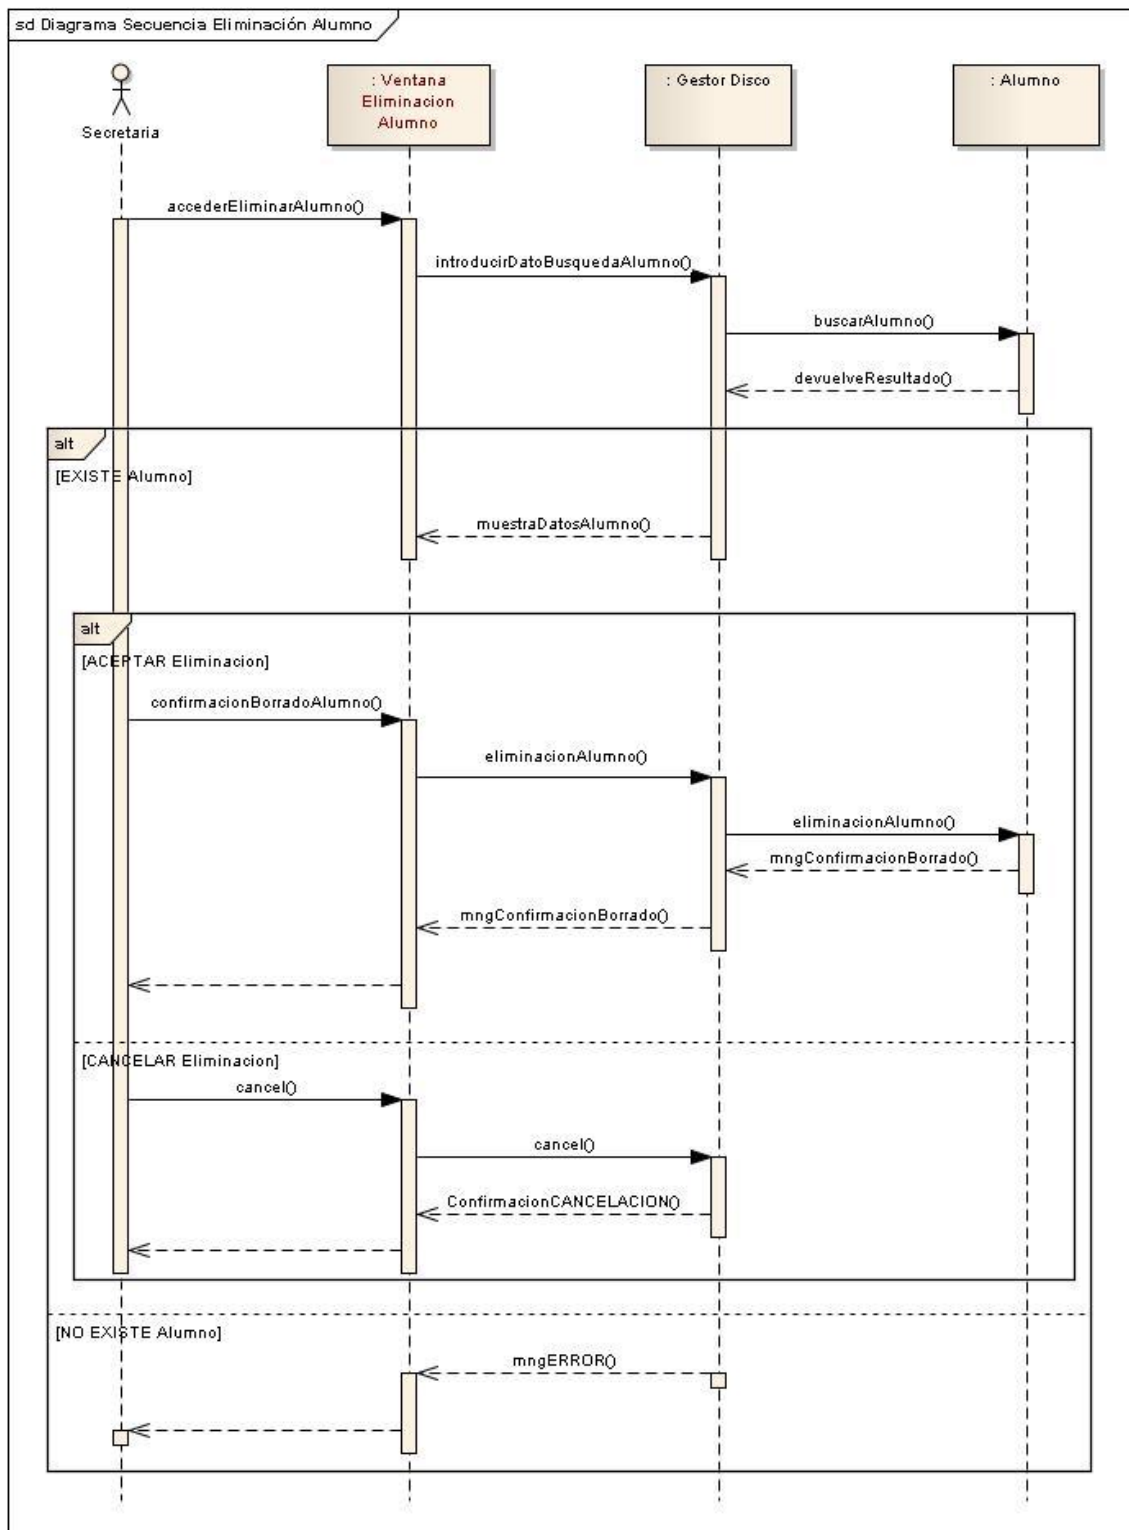 sd Diagrama Secuencia Eliminación Alumno
Secretaria
: Ventana
Eliminacion
Alumno
: Gestor Disco
: Alumno
accederEliminarAlumno()
introducirDatoBusquedaAlumno()
buscarAlumno()
devuelveResultado()
alt
[EXISTE Alumno]
muestraDatosAlumno()
alt
[ACEPTAR Eliminacion]
confirmacionBorradoAlumno()
eliminacionAlumno()
eliminacionAlumno()
mngConfirmacionBorrado()
mngConfirmacionBorrado()
[CANCELAR Eliminacion]
cancel()
cancel()
ConfirmacionCANCELACION()
[NO EXISTE Alumno]
mngERROR()